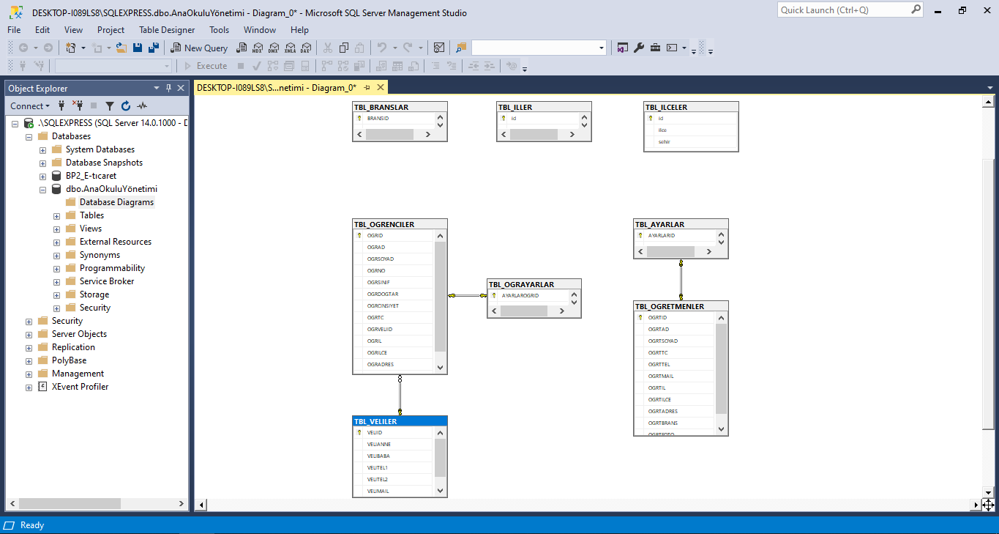 DESKTOP-I089LS8\SQLEXPRESS.dbo.AnaOkuluYönetimi - Diagram_0* - Microsoft SQL Server Management Studio
Quick Launch (Ctrl+Q)
File Edit View Project Table Designer Tools Window Help
New Query
MDX DMX XMLA DAX
Execute
Object Explorer
Connect
.\SQLEXPRESS (SQL Server 14.0.1000 - D
Databases
System Databases
Database Snapshots
BP2_E-tıcaret
dbo.AnaOkuluYönetimi
Database Diagrams
Tables
Views
External Resources
Synonyms
Programmability
Service Broker
Storage
Security
Security
Server Objects
Replication
PolyBase
Management
XEvent Profiler
DESKTOP-I089LS8\S...netimi - Diagram_0*
TBL_BRANSLAR
BRANSID
TBL_ILLER
id
TBL_ILCELER
id
ilce
sehir
TBL_OGRENCILER
OGRID
OGRAD
OGRSOYAD
OGRNO
OGRSINIF
OGRDOGTAR
OGRCINSIYET
OGRTC
OGRVELIID
OGRIL
OGRILCE
OGRADRES
TBL_OGRAYARLAR
AYARLAROGRID
TBL_AYARLAR
AYARLARID
TBL_OGRETMENLER
OGRTID
OGRTAD
OGRTSOYAD
OGRTTC
OGRTTEL
OGRTMAIL
OGRTIL
OGRTILCE
OGRTADRES
OGRTBRANS
OGRTFOTO
TBL_VELILER
VELIID
VELIANNE
VELIBABA
VELITEL1
VELITEL2
VELIMAIL
Ready